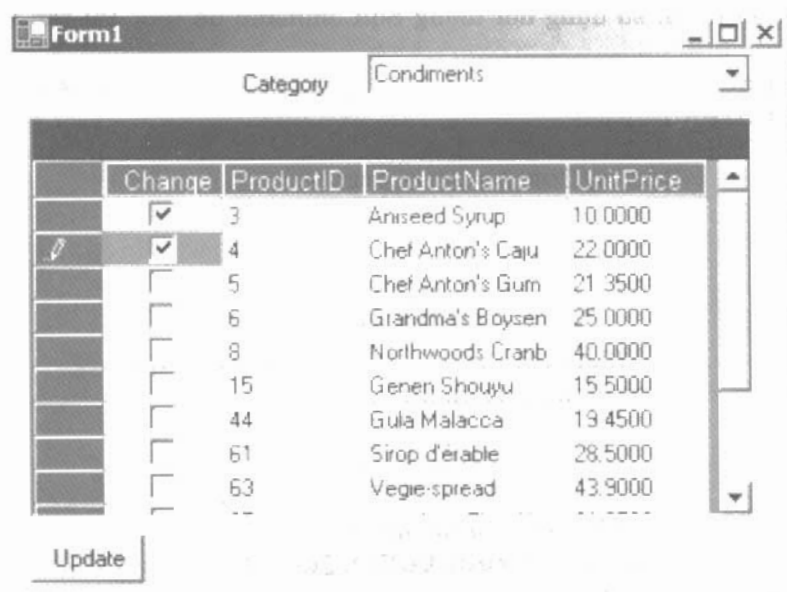 Form1
Category Condiments
Change ProductID ProductName UnitPrice
3 Aniseed Syrup 10.0000
4 Chef Anton's Caju 22.0000
5 Chef Anton's Gum 21.3500
6 Grandma's Boysen 25.0000
8 Northwoods Cranb 40.0000
15 Genen Shouyu 15.5000
44 Gula Malacca 19.4500
61 Sirop d'érable 28.5000
63 Vegie-spread 43.9000
Update